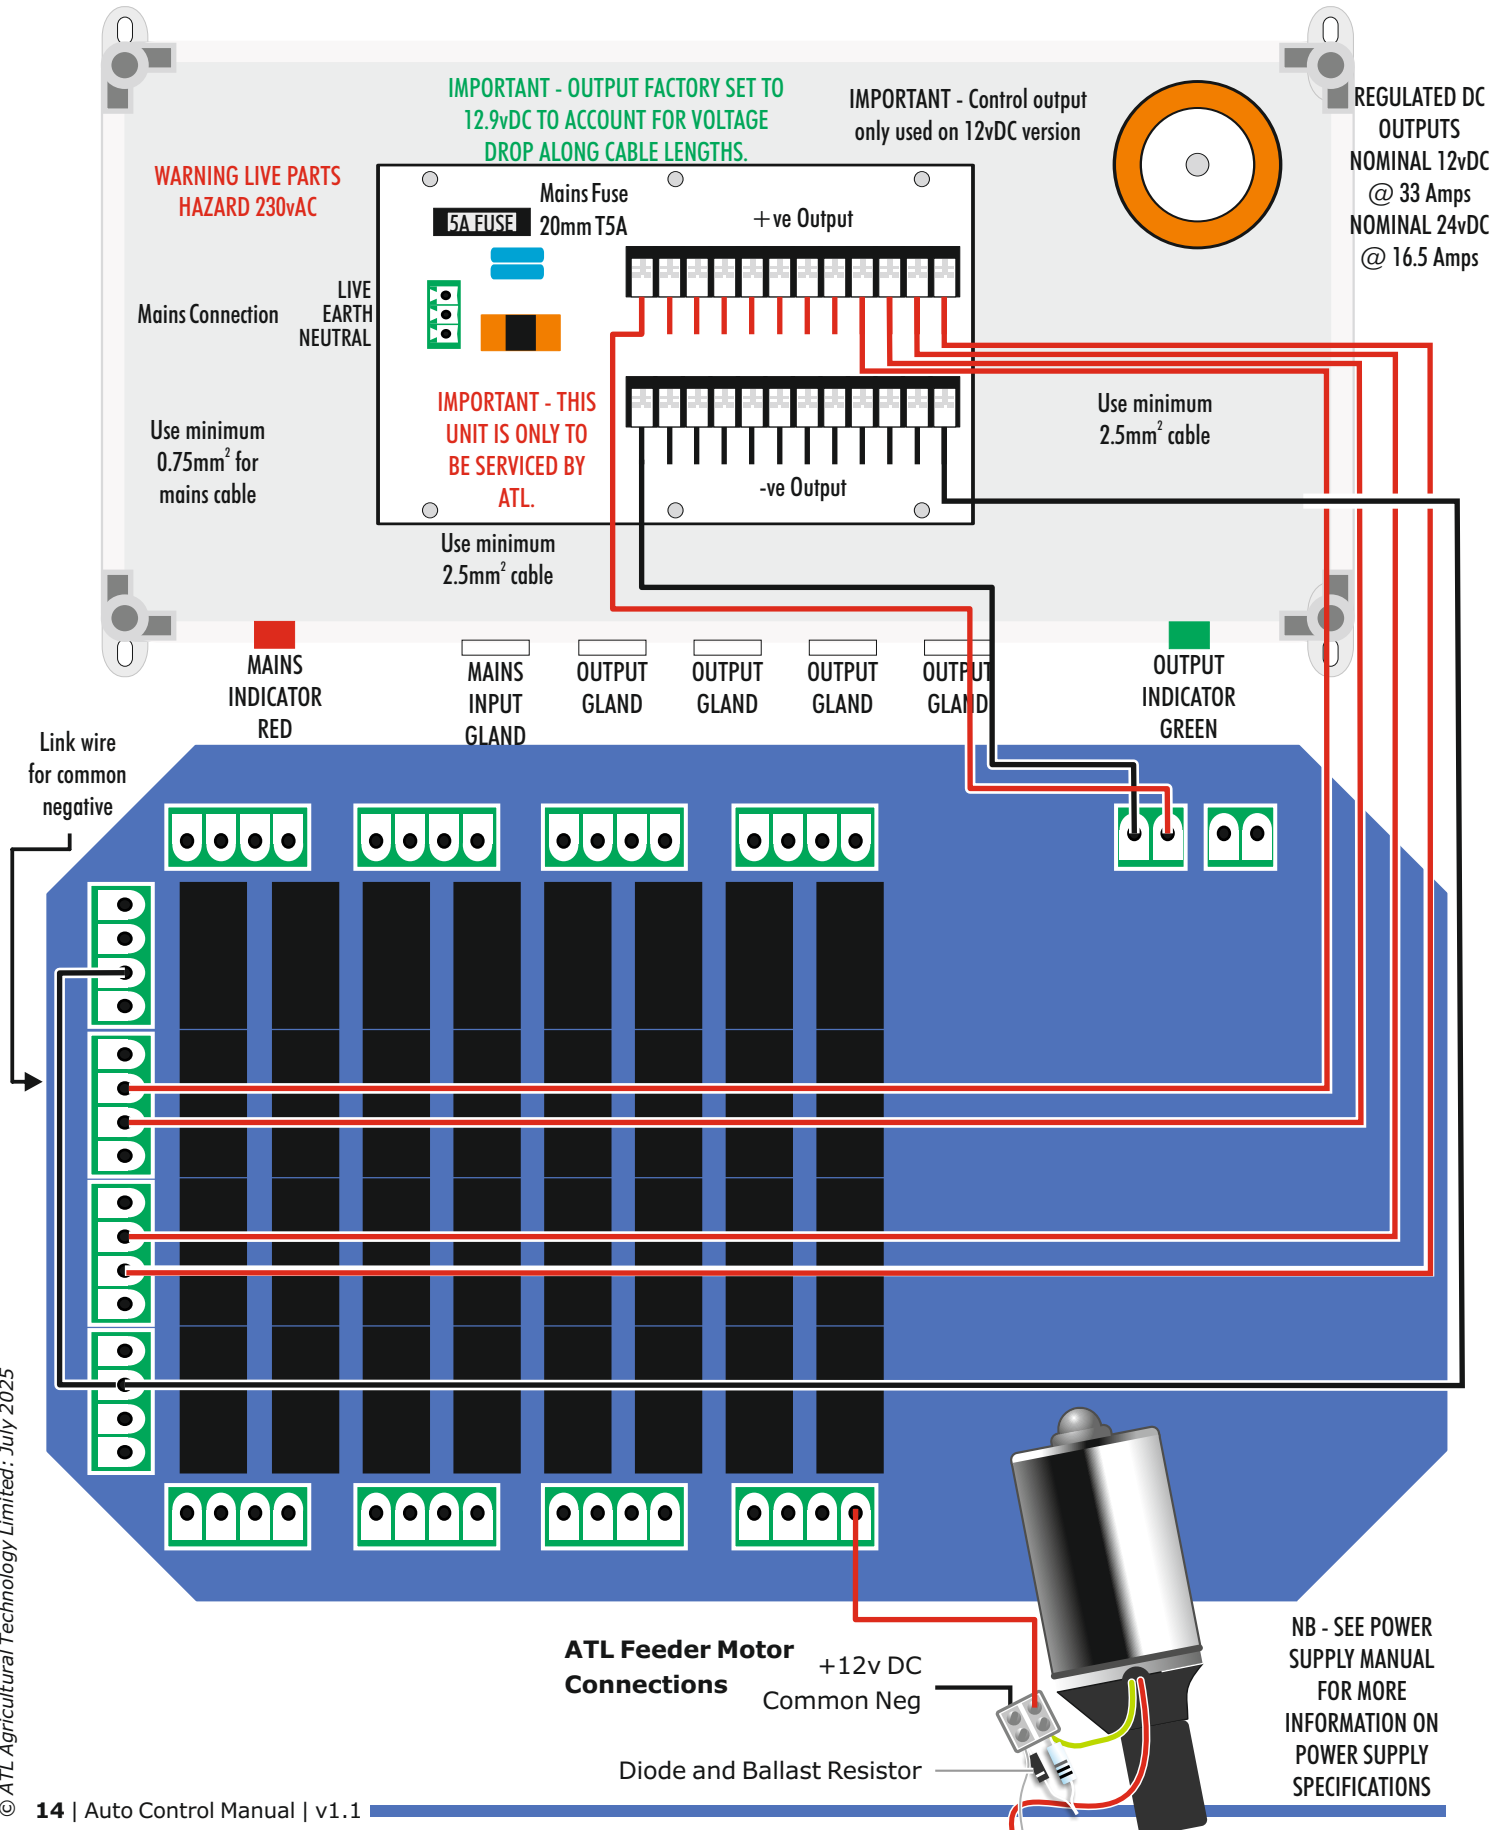 IMPORTANT - OUTPUT FACTORY SET TO
12.9vDC TO ACCOUNT FOR VOLTAGE
DROP ALONG CABLE LENGTHS.
IMPORTANT - Control output
only used on 12vDC version
REGULATED DC
OUTPUTS
NOMINAL 12vDC
@ 33 Amps
NOMINAL 24vDC
@ 16.5 Amps
WARNING LIVE PARTS
HAZARD 230vAC
5A FUSE
Mains Fuse
20mm T5A
+ve Output
Mains Connection
LIVE
EARTH
NEUTRAL
Use minimum
0.75mm² for
mains cable
IMPORTANT - THIS
UNIT IS ONLY TO
BE SERVICED BY
ATL.
-ve Output
Use minimum
2.5mm² cable
Use minimum
2.5mm² cable
MAINS
INDICATOR
RED
MAINS
INPUT
GLAND
OUTPUT
GLAND
OUTPUT
GLAND
OUTPUT
GLAND
OUTPUT
GLAND
OUTPUT
INDICATOR
GREEN
Link wire
for common
negative
ATL Feeder Motor
Connections
+12v DC
Common Neg
Diode and Ballast Resistor
NB - SEE POWER
SUPPLY MANUAL
FOR MORE
INFORMATION ON
POWER SUPPLY
SPECIFICATIONS
© ATL Agricultural Technology Limited: July 2025
14 | Auto Control Manual | v1.1